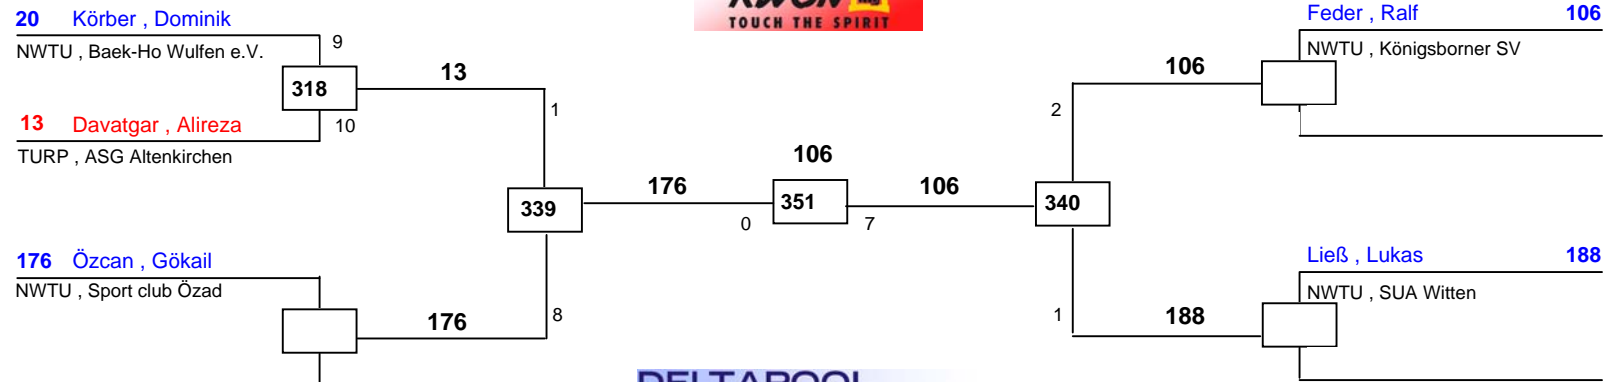 20 Körber , Dominik
NWTU , Baek-Ho Wulfen e.V.
9
318
13
13 Davatgar , Alireza
10
TURP , ASG Altenkirchen
1
339
176
0
176 Özcan , Gökail
NWTU , Sport club Özad
176
8
KWON
TOUCH THE SPIRIT
106
351
7
106
340
Feder , Ralf 106
NWTU , Königsborner SV
106
2
Ließ , Lukas 188
NWTU , SUA Witten
1
188
DELTAPOOL